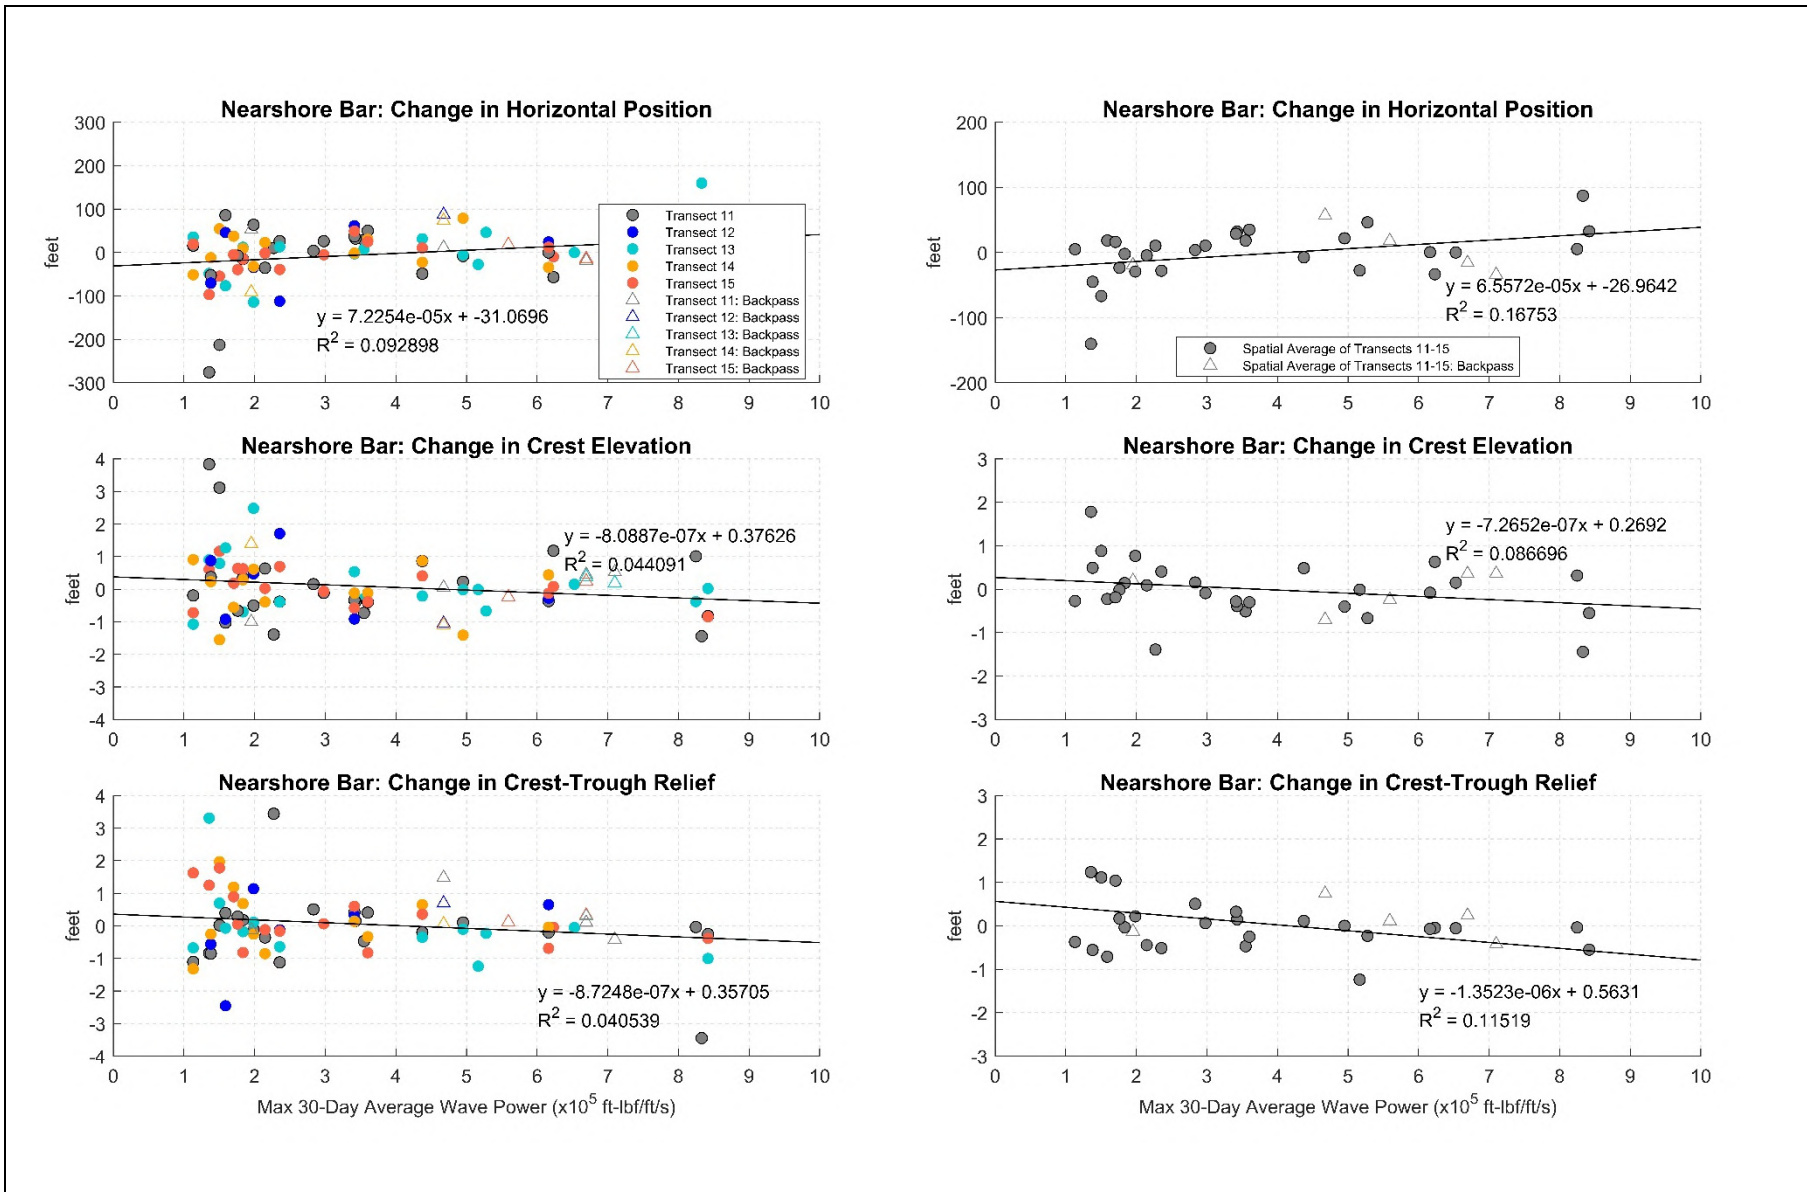 Nearshore Bar: Change in Horizontal Position
300
200
100
0
-100
-200
-300
feet
0 1 2 3 4 5 6 7 8 9 10
y = 7.2254e-05x + -31.0696
R² = 0.092898
Transect 11
Transect 12
Transect 13
Transect 14
Transect 15
Transect 11: Backpass
Transect 12: Backpass
Transect 13: Backpass
Transect 14: Backpass
Transect 15: Backpass
Nearshore Bar: Change in Horizontal Position
200
100
0
-100
-200
feet
0 1 2 3 4 5 6 7 8 9 10
y = 6.5572e-05x + -26.9642
R² = 0.16753
Spatial Average of Transects 11-15
Spatial Average of Transects 11-15: Backpass
Nearshore Bar: Change in Crest Elevation
4
3
2
1
0
-1
-2
-3
-4
feet
0 1 2 3 4 5 6 7 8 9 10
y = -8.0887e-07x + 0.37626
R² = 0.044091
Nearshore Bar: Change in Crest Elevation
3
2
1
0
-1
-2
-3
feet
0 1 2 3 4 5 6 7 8 9 10
y = -7.2652e-07x + 0.2692
R² = 0.086696
Nearshore Bar: Change in Crest-Trough Relief
4
3
2
1
0
-1
-2
-3
-4
feet
0 1 2 3 4 5 6 7 8 9 10
y = -8.7248e-07x + 0.35705
R² = 0.040539
Max 30-Day Average Wave Power (x10⁵ ft-lbf/ft/s)
Nearshore Bar: Change in Crest-Trough Relief
3
2
1
0
-1
-2
-3
feet
0 1 2 3 4 5 6 7 8 9 10
y = -1.3523e-06x + 0.5631
R² = 0.11519
Max 30-Day Average Wave Power (x10⁵ ft-lbf/ft/s)